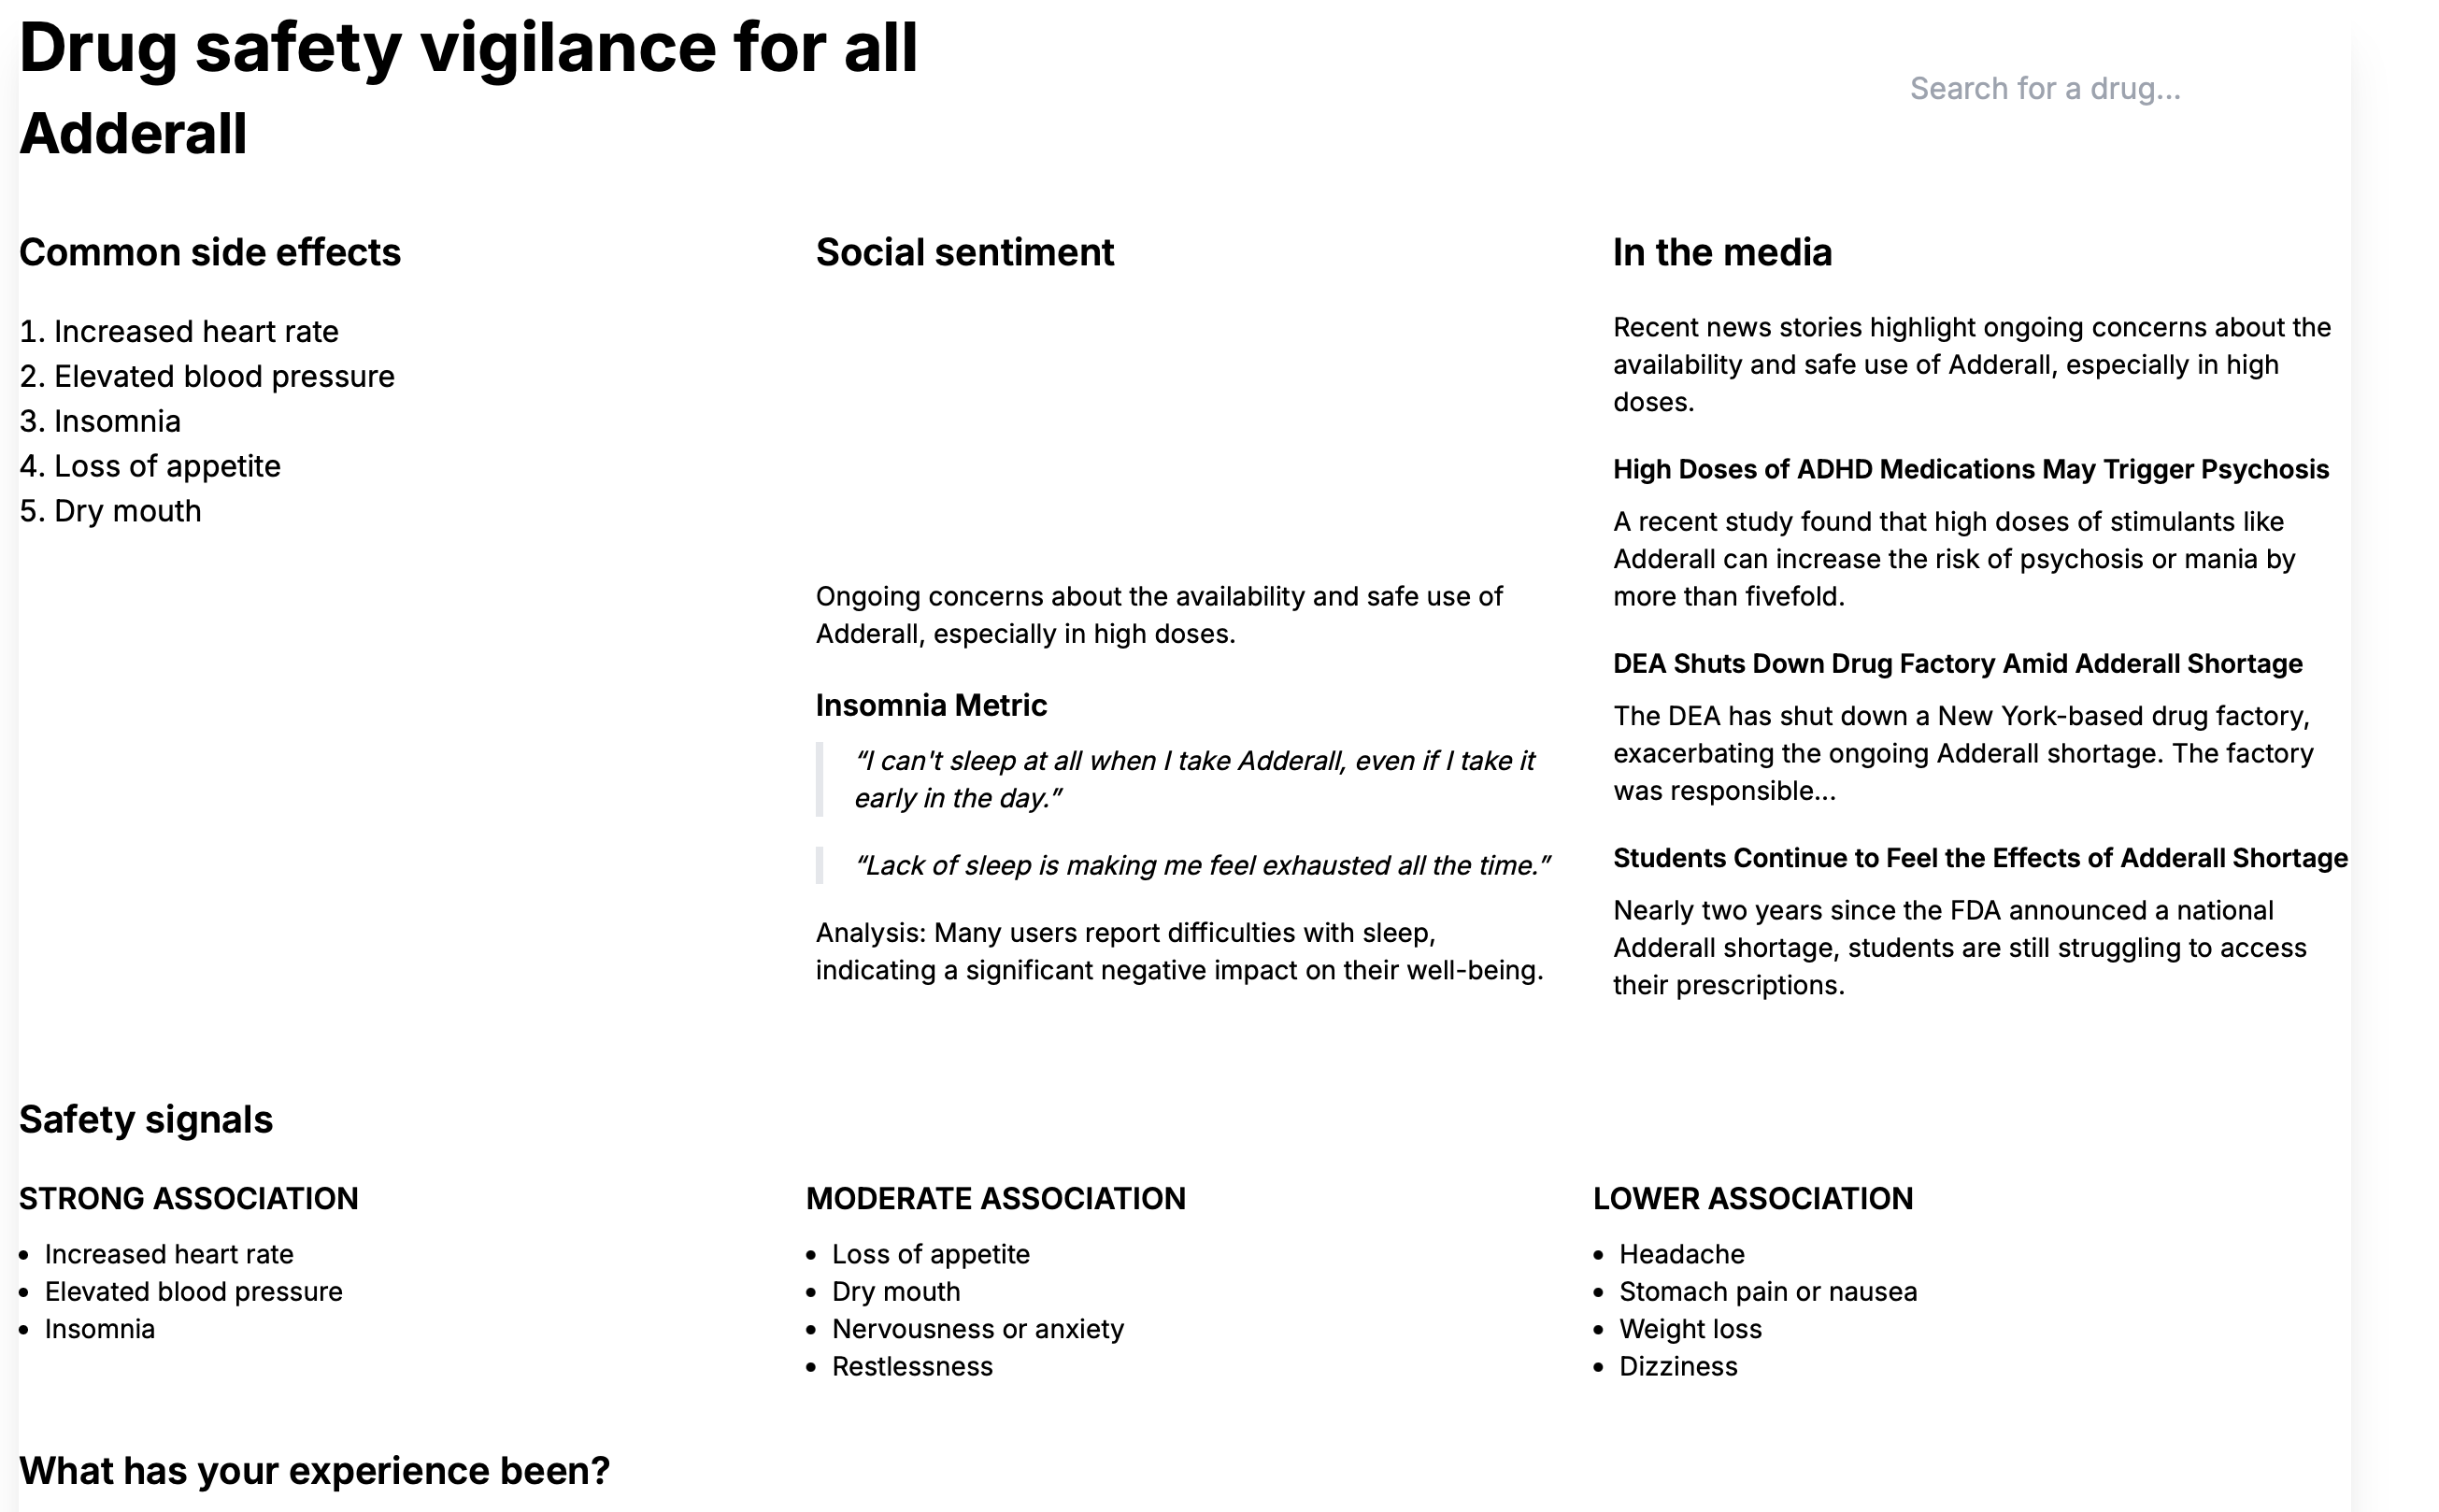 Drug safety vigilance for all
Adderall
Search for a drug...
Common side effects
1. Increased heart rate
2. Elevated blood pressure
3. Insomnia
4. Loss of appetite
5. Dry mouth
Social sentiment
Ongoing concerns about the availability and safe use of
Adderall, especially in high doses.
Insomnia Metric
“I can't sleep at all when I take Adderall, even if I take it
early in the day.”
“Lack of sleep is making me feel exhausted all the time.”
Analysis: Many users report difficulties with sleep,
indicating a significant negative impact on their well-being.
In the media
Recent news stories highlight ongoing concerns about the
availability and safe use of Adderall, especially in high
doses.
High Doses of ADHD Medications May Trigger Psychosis
A recent study found that high doses of stimulants like
Adderall can increase the risk of psychosis or mania by
more than fivefold.
DEA Shuts Down Drug Factory Amid Adderall Shortage
The DEA has shut down a New York-based drug factory,
exacerbating the ongoing Adderall shortage. The factory
was responsible...
Students Continue to Feel the Effects of Adderall Shortage
Nearly two years since the FDA announced a national
Adderall shortage, students are still struggling to access
their prescriptions.
Safety signals
STRONG ASSOCIATION
• Increased heart rate
• Elevated blood pressure
• Insomnia
MODERATE ASSOCIATION
• Loss of appetite
• Dry mouth
• Nervousness or anxiety
• Restlessness
LOWER ASSOCIATION
• Headache
• Stomach pain or nausea
• Weight loss
• Dizziness
What has your experience been?